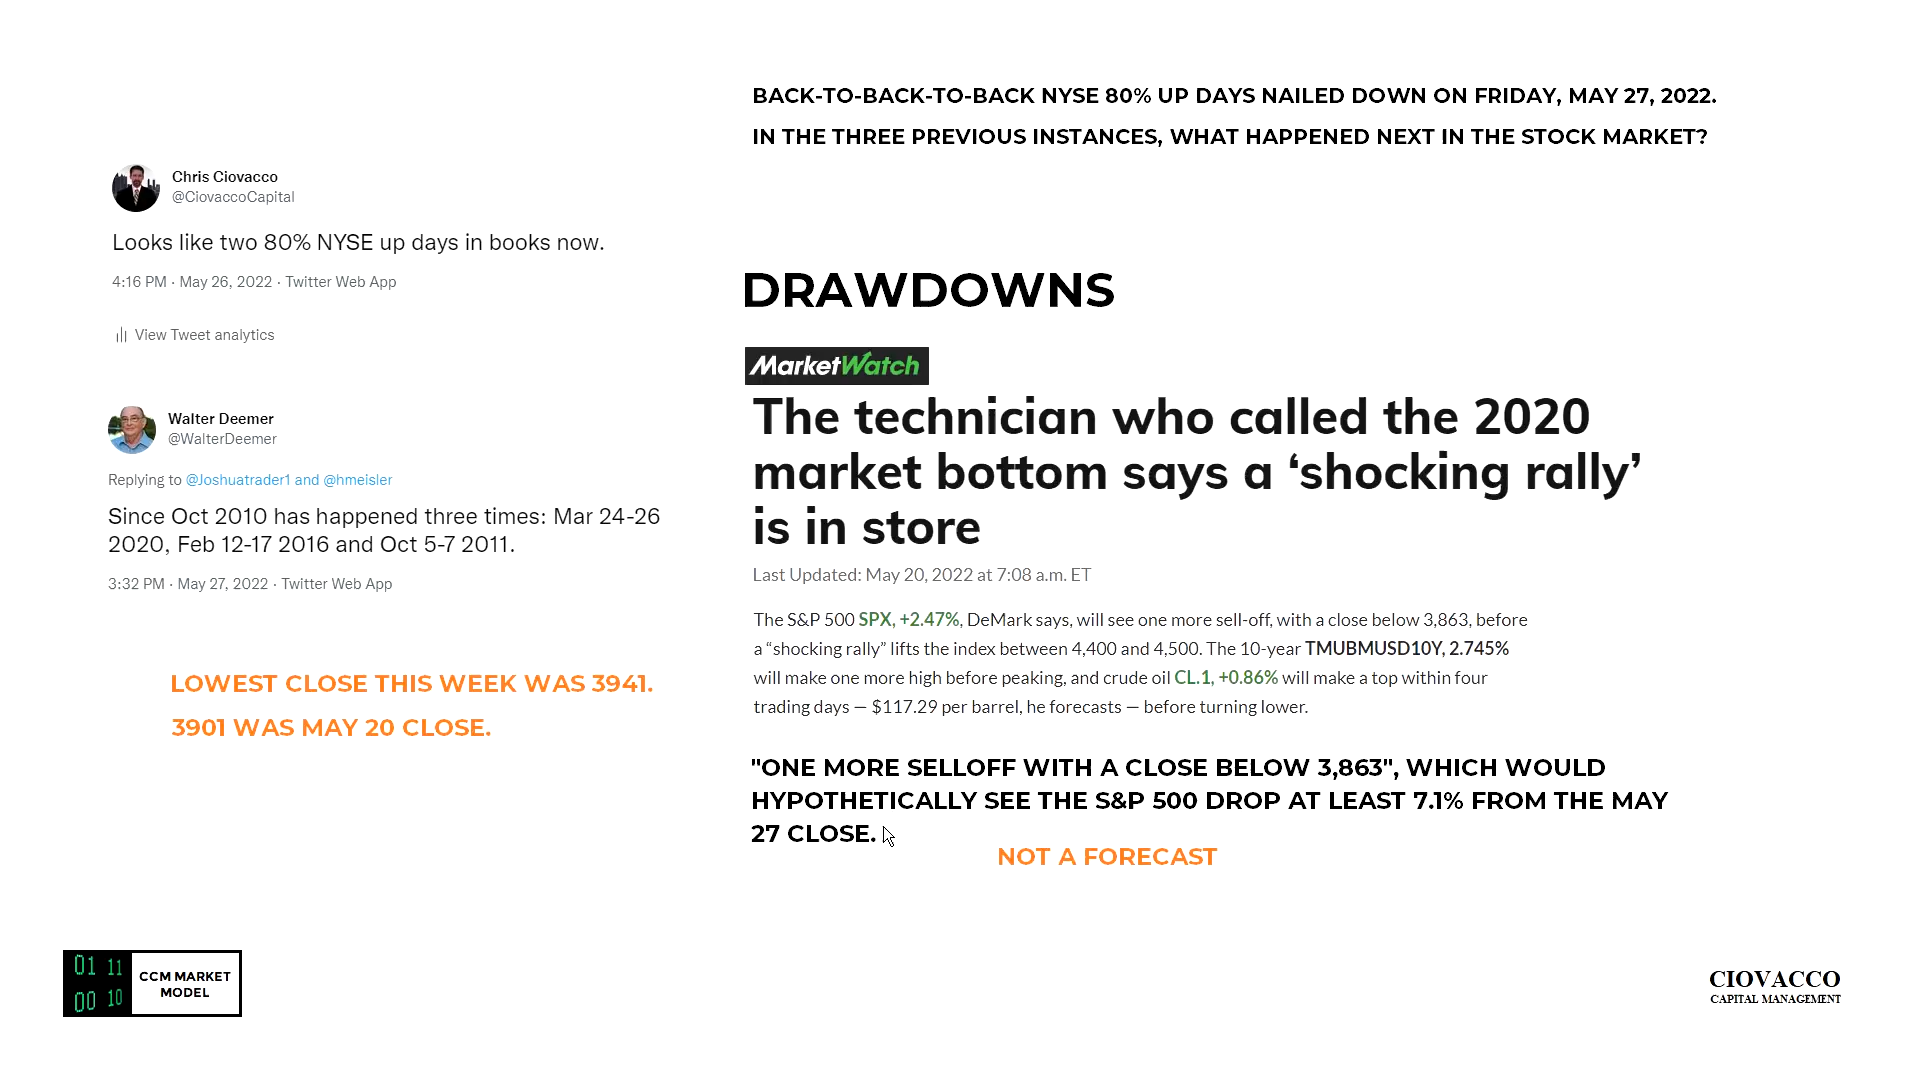 BACK-TO-BACK-TO-BACK NYSE 80% UP DAYS NAILED DOWN ON FRIDAY, MAY 27, 2022.
IN THE THREE PREVIOUS INSTANCES, WHAT HAPPENED NEXT IN THE STOCK MARKET?
Chris Ciovacco
@CiovaccoCapital
Looks like two 80% NYSE up days in books now.
4:16 PM · May 26, 2022 · Twitter Web App
View Tweet analytics
Walter Deemer
@WalterDeemer
Replying to @Joshuatrader1 and @hmeisler
Since Oct 2010 has happened three times: Mar 24-26
2020, Feb 12-17 2016 and Oct 5-7 2011.
3:32 PM · May 27, 2022 · Twitter Web App
LOWEST CLOSE THIS WEEK WAS 3941.
3901 WAS MAY 20 CLOSE.
DRAWDOWNS
MarketWatch
The technician who called the 2020
market bottom says a ‘shocking rally’
is in store
Last Updated: May 20, 2022 at 7:08 a.m. ET
The S&P 500 SPX, +2.47%, DeMark says, will see one more sell-off, with a close below 3,863, before
a “shocking rally” lifts the index between 4,400 and 4,500. The 10-year TMUBMUSD10Y, 2.745%
will make one more high before peaking, and crude oil CL.1, +0.86% will make a top within four
trading days — $117.29 per barrel, he forecasts — before turning lower.
"ONE MORE SELLOFF WITH A CLOSE BELOW 3,863", WHICH WOULD
HYPOTHETICALLY SEE THE S&P 500 DROP AT LEAST 7.1% FROM THE MAY
27 CLOSE.
NOT A FORECAST
01 11
00 10
CCM MARKET
MODEL
CIOVACCO
CAPITAL MANAGEMENT